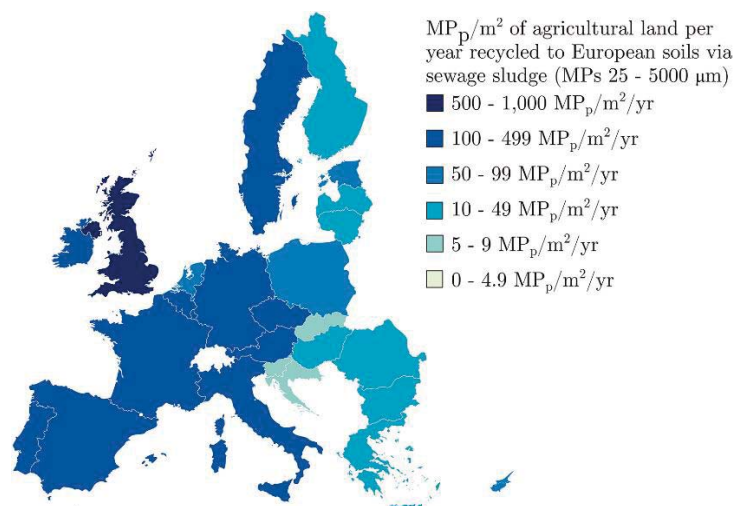 MPp/m² of agricultural land per
year recycled to European soils via
sewage sludge (MPs 25 - 5000 µm)
500 - 1,000 MPp/m²/yr
100 - 499 MPp/m²/yr
50 - 99 MPp/m²/yr
10 - 49 MPp/m²/yr
5 - 9 MPp/m²/yr
0 - 4.9 MPp/m²/yr